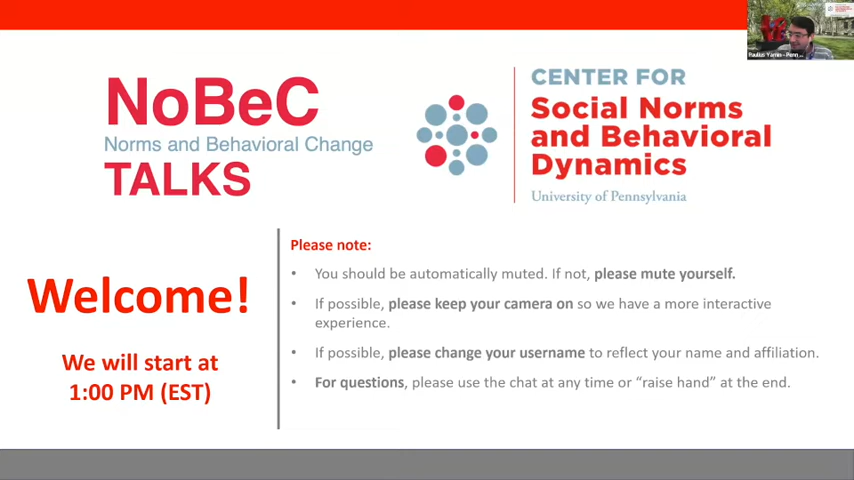 NoBeC
Norms and Behavioral Change
TALKS
CENTER FOR
Social Norms
and Behavioral
Dynamics
University of Pennsylvania
Welcome!
We will start at
1:00 PM (EST)
Please note:
• You should be automatically muted. If not, please mute yourself.
• If possible, please keep your camera on so we have a more interactive
experience.
• If possible, please change your username to reflect your name and affiliation.
• For questions, please use the chat at any time or “raise hand” at the end.